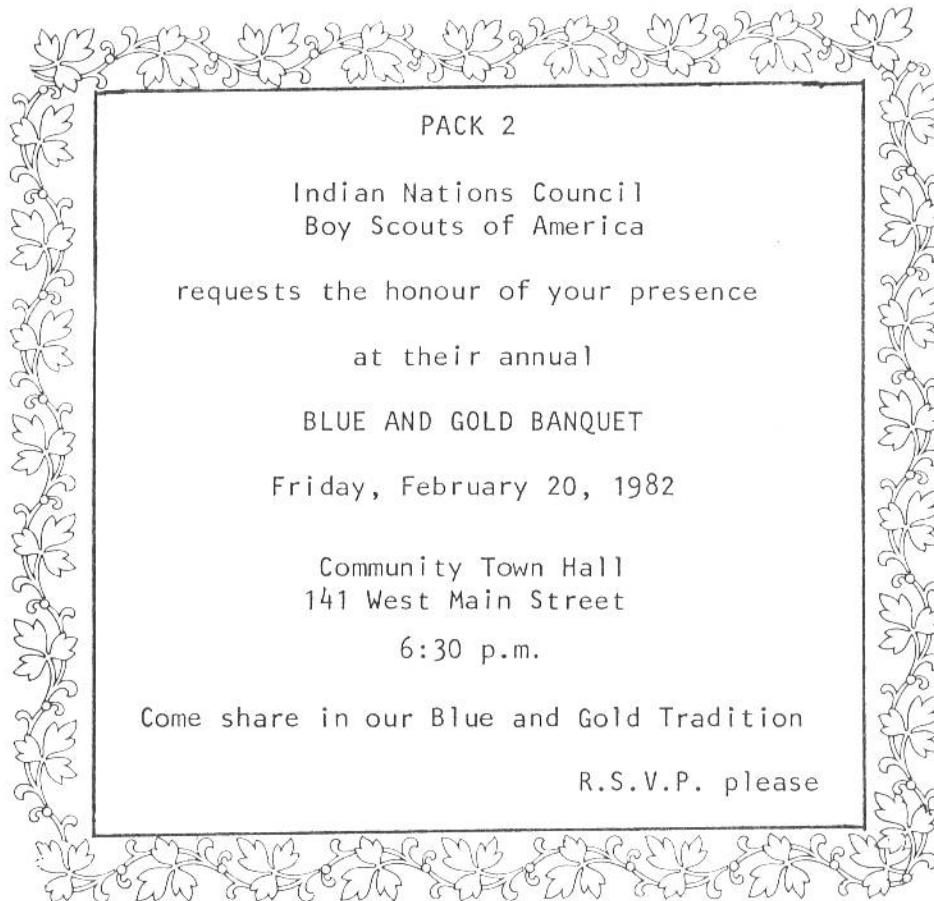 PACK 2
Indian Nations Council
Boy Scouts of America
requests the honour of your presence
at their annual
BLUE AND GOLD BANQUET
Friday, February 20, 1982
Community Town Hall
141 West Main Street
6:30 p.m.
Come share in our Blue and Gold Tradition
R.S.V.P. please